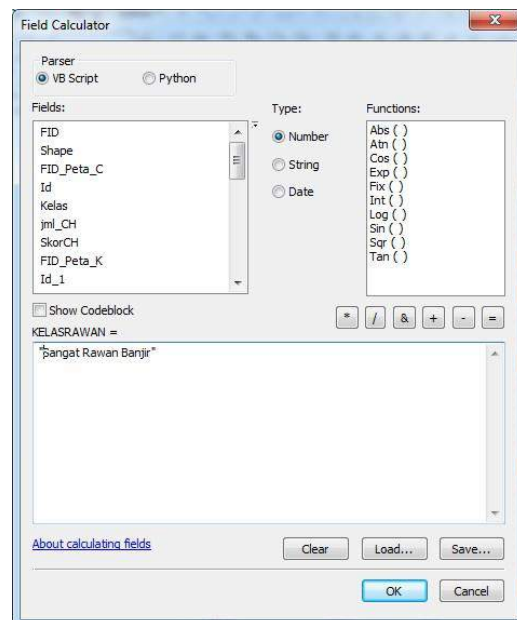 Field Calculator
Parser
VB Script Python
Fields: Type: Functions:
FID
Shape
FID_Peta_C
Id
Kelas
jml_CH
SkorCH
FID_Peta_K
Id_1
Number
String
Date
Abs ( )
Atn ( )
Cos ( )
Exp ( )
Fix ( )
Int ( )
Log ( )
Sin ( )
Sqr ( )
Tan ( )
Show Codeblock
* / & + - =
KELASRAWAN =
"Sangat Rawan Banjir"
About calculating fields
Clear Load... Save...
OK Cancel